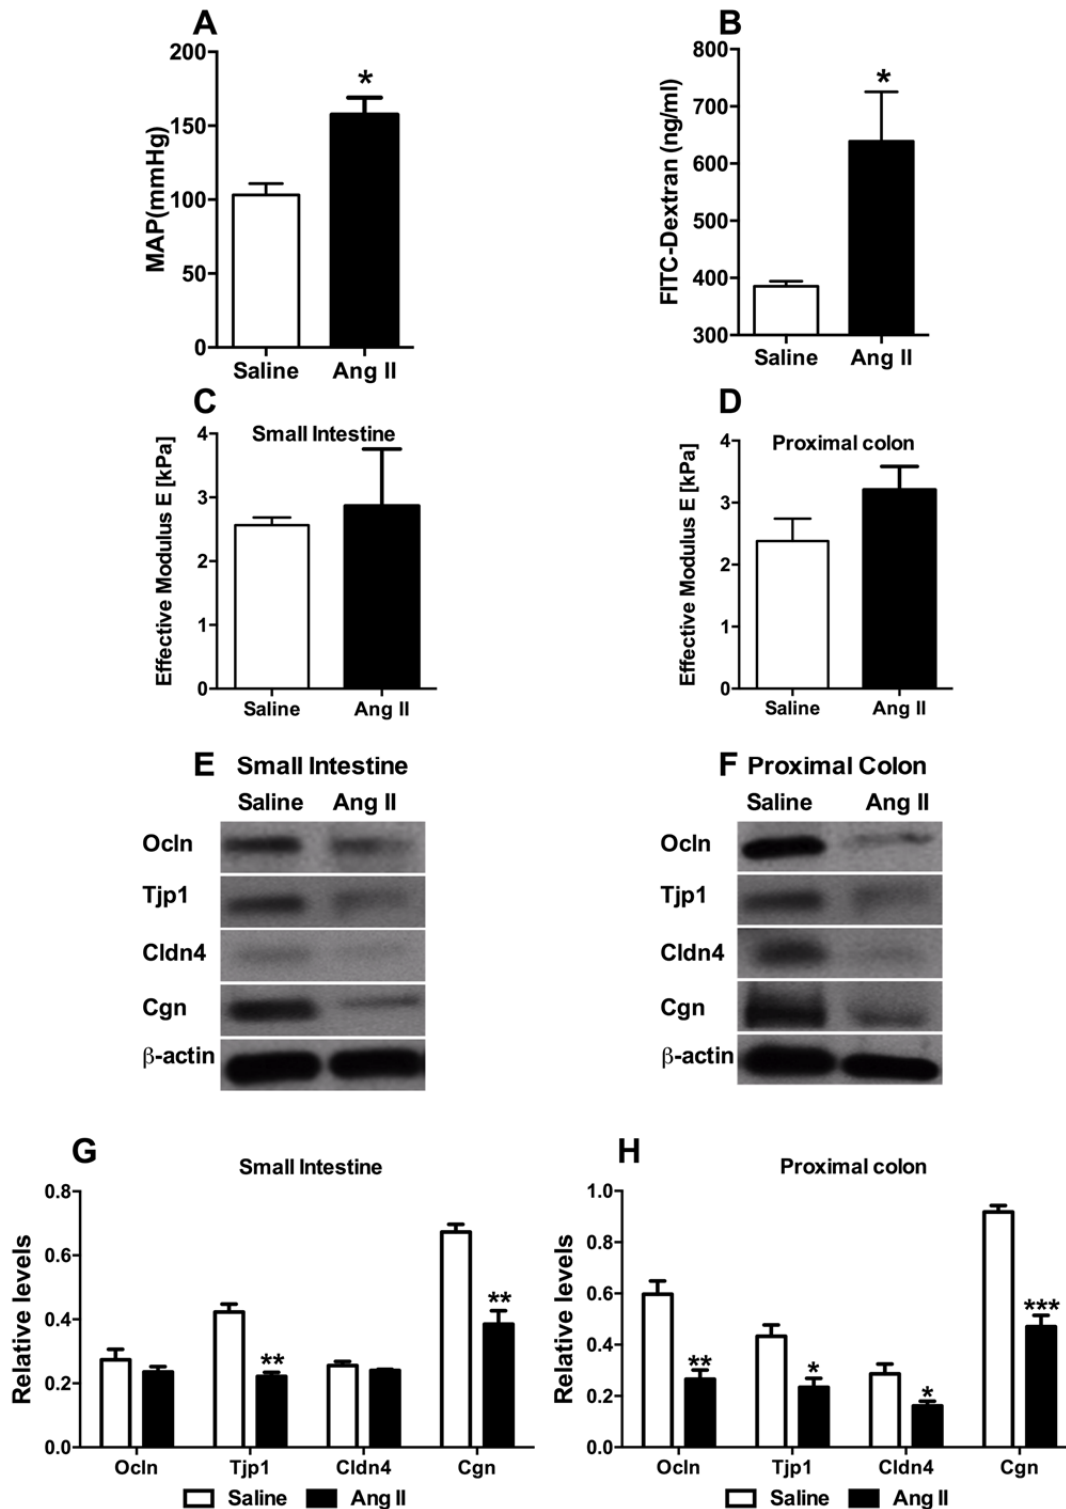 A
200
150
100
50
0
MAP(mmHg)
*
Saline Ang II
B
800
700
600
500
400
300
FITC-Dextran (ng/ml)
*
Saline Ang II
C
Small Intestine
4
3
2
1
0
Effective Modulus E [kPa]
Saline Ang II
D
Proximal colon
4
3
2
1
0
Effective Modulus E [kPa]
Saline Ang II
E Small Intestine
Saline Ang II
Ocln
Tjp1
Cldn4
Cgn
β-actin
F Proximal Colon
Saline Ang II
Ocln
Tjp1
Cldn4
Cgn
β-actin
G
Small Intestine
0.8
0.6
0.4
0.2
0.0
Relative levels
**
**
Ocln Tjp1 Cldn4 Cgn
Saline Ang II
H
Proximal colon
1.0
0.8
0.6
0.4
0.2
0.0
Relative levels
**
*
*
***
Ocln Tjp1 Cldn4 Cgn
Saline Ang II